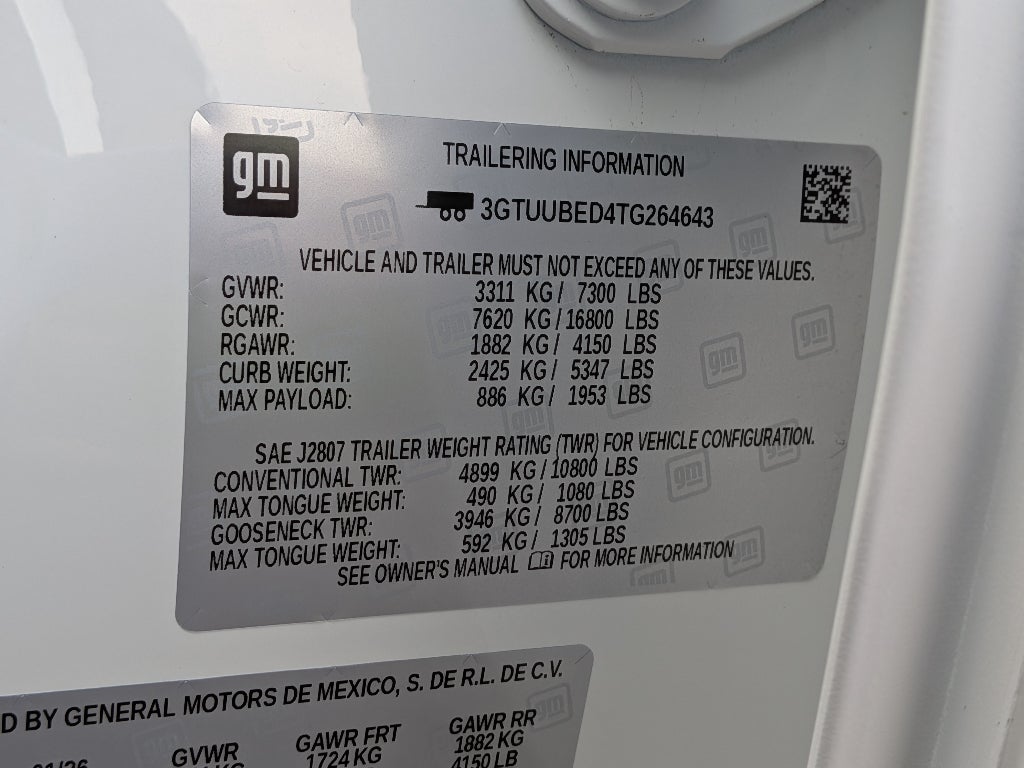 gm
TRAILERING INFORMATION
3GTUUBED4TG264643
VEHICLE AND TRAILER MUST NOT EXCEED ANY OF THESE VALUES.
GVWR: 3311 KG / 7300 LBS
GCWR: 7620 KG / 16800 LBS
RGAWR: 1882 KG / 4150 LBS
CURB WEIGHT: 2425 KG / 5347 LBS
MAX PAYLOAD: 886 KG / 1953 LBS
SAE J2807 TRAILER WEIGHT RATING (TWR) FOR VEHICLE CONFIGURATION.
CONVENTIONAL TWR: 4899 KG / 10800 LBS
MAX TONGUE WEIGHT: 490 KG / 1080 LBS
GOOSENECK TWR: 3946 KG / 8700 LBS
MAX TONGUE WEIGHT: 592 KG / 1305 LBS
SEE OWNER'S MANUAL FOR MORE INFORMATION
D BY GENERAL MOTORS DE MEXICO, S. DE R.L. DE C.V.
GVWR GAWR FRT GAWR RR
KG 1724 KG 1882 KG
4150 LB